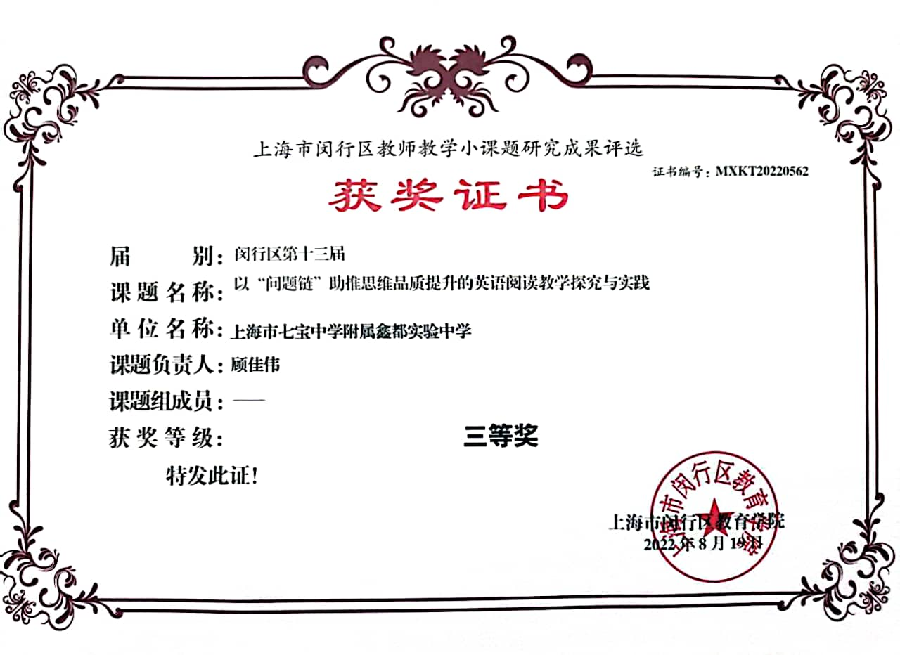 上海市闵行区教师教学小课题研究成果评选
证书编号：MXKT20220562
获奖证书
届 别：闵行区第十三届
课题名称：以“问题链”助推思维品质提升的英语阅读教学探究与实践
单位名称：上海市七宝中学附属鑫都实验中学
课题负责人：顾佳伟
课题组成员：——
获奖等级： 三等奖
特发此证！
上海市闵行区教育学院
2022年8月19日
上海市闵行区教育学院